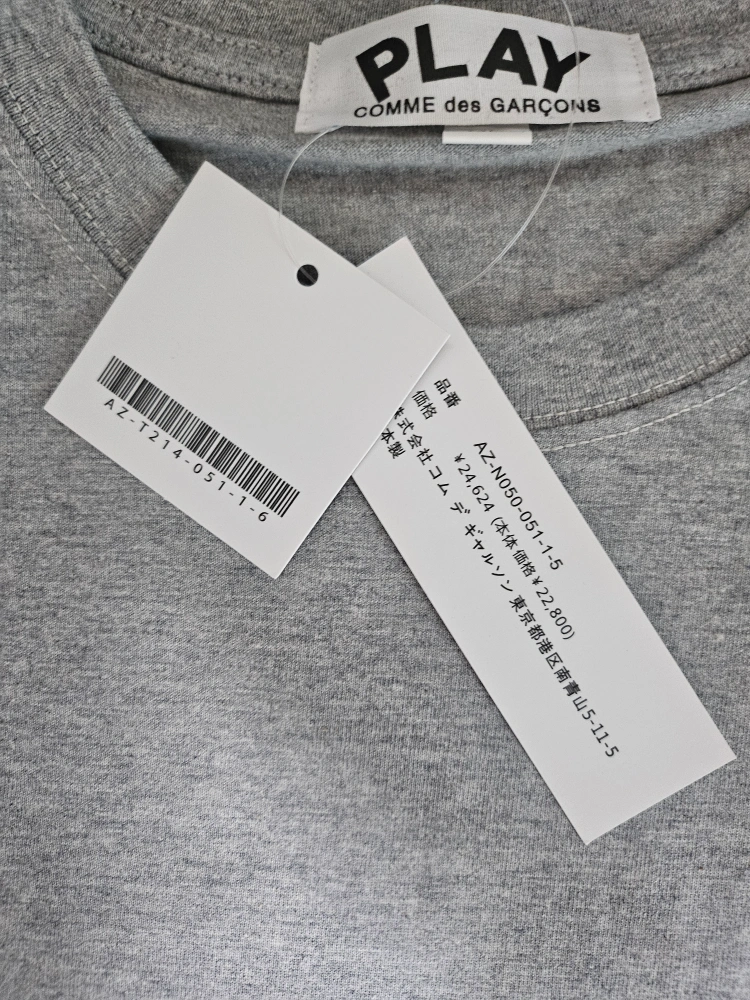 PLAY
COMME des GARÇONS
AZ-T214-051-1-6
品番 AZ-N050-051-1-5
価格 ¥24,624 (本体価格¥22,800)
株式会社 コム デ ギャルソン 東京都港区南青山5-11-5
本製